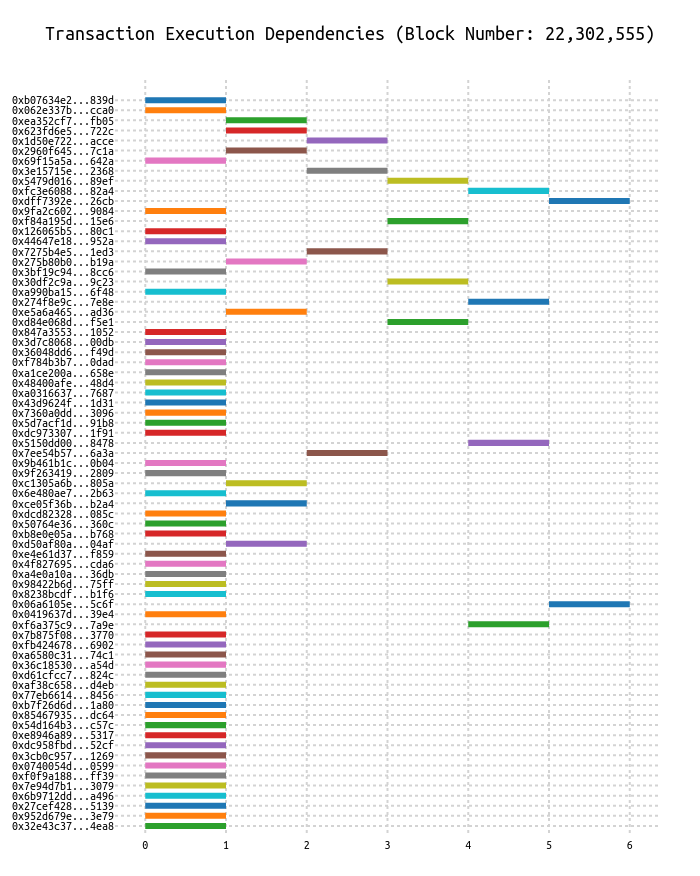 Transaction Execution Dependencies (Block Number: 22,302,555)
0xb07634e2...839d
0x062e337b...cca0
0xea352cf7...fb05
0x623fd6e5...722c
0x1d50e722...acce
0x2960f645...7c1a
0x69f15a5a...642a
0x3e15715e...2368
0x5479d016...89ef
0xfc3e6088...82a4
0xdff7392e...26cb
0x9fa2c602...9084
0xf84a195d...15e6
0x126065b5...80c1
0x44647e18...952a
0x7275b4e5...1ed3
0x275b80b0...b19a
0x3bf19c94...8cc6
0x30df2c9a...9c23
0xa990ba15...6f48
0x274f8e9c...7e8e
0xe5a6a465...ad36
0xd84e068d...f5e1
0x847a3553...1052
0x3d7c8068...00db
0x36048dd6...f49d
0xf784b3b7...0dad
0xa1ce200a...658e
0x48400afe...48d4
0xa0316637...7687
0x43d9624f...1d31
0x7360a0dd...3096
0x5d7acf1d...91b8
0xdc973307...1f91
0x5150dd00...8478
0x7ee54b57...6a3a
0x9b461b1c...0b04
0x9f263419...2809
0xc1305a6b...805a
0x6e480ae7...2b63
0xce05f36b...b2a4
0xdcd82328...085c
0x50764e36...360c
0xb8e0e05a...b768
0xd50af80a...04af
0xe4e61d37...f859
0x4f827695...cda6
0xa4e0a10a...36db
0x98422b6d...75ff
0x8238bcdf...b1f6
0x06a6105e...5c6f
0x0419637d...39e4
0xf6a375c9...7a9e
0x7b875f08...3770
0xfb424678...6902
0xa6580c31...74c1
0x36c18530...a54d
0xd61cfcc7...824c
0xaf38c658...d4eb
0x77eb6614...8456
0xb7f26d6d...1a80
0x85467935...dc64
0x54d164b3...c57c
0xe8946a89...5317
0xdc958fbd...52cf
0x3cb0c957...1269
0x0740054d...0599
0xf0f9a188...ff39
0x7e94d7b1...3079
0x6b9712dd...a496
0x27cef428...5139
0x952d679e...3e79
0x32e43c37...4ea8
0 1 2 3 4 5 6